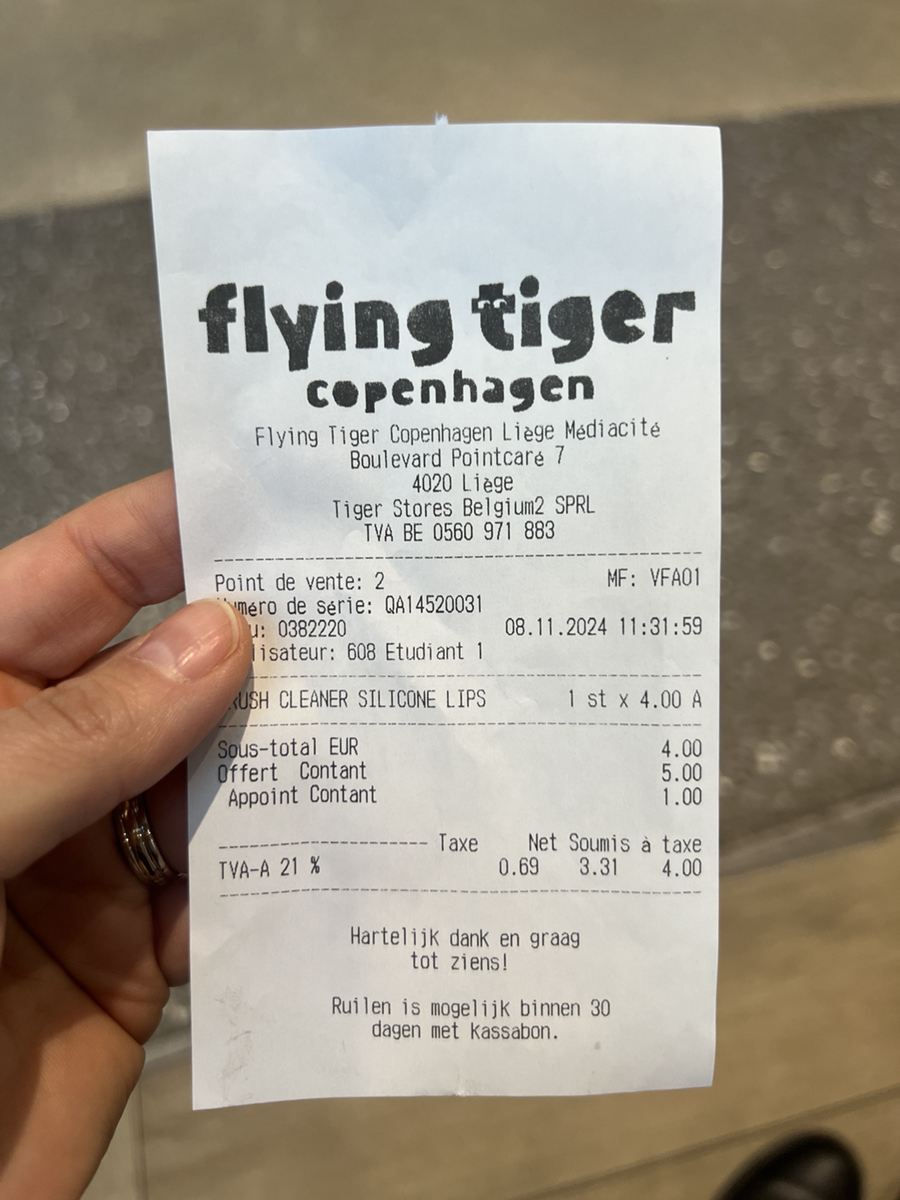 flying tiger
copenhagen
Flying Tiger Copenhagen Liège Médiacité
Boulevard Pointcaré 7
4020 Liège
Tiger Stores Belgium2 SPRL
TVA BE 0560 971 883
Point de vente: 2 MF: VFA01
de série: QA14520031
0382220 08.11.2024 11:31:59
608 Etudiant 1
CLEANER SILICONE LIPS 1 st x 4.00 A
Sous-total EUR 4.00
Offert Contant 5.00
Appoint Contant 1.00
Taxe Net Soumis à taxe
TVA-A 21 % 0.69 3.31 4.00
Hartelijk dank en graag
tot ziens!
Ruilen is mogelijk binnen 30
dagen met kassabon.